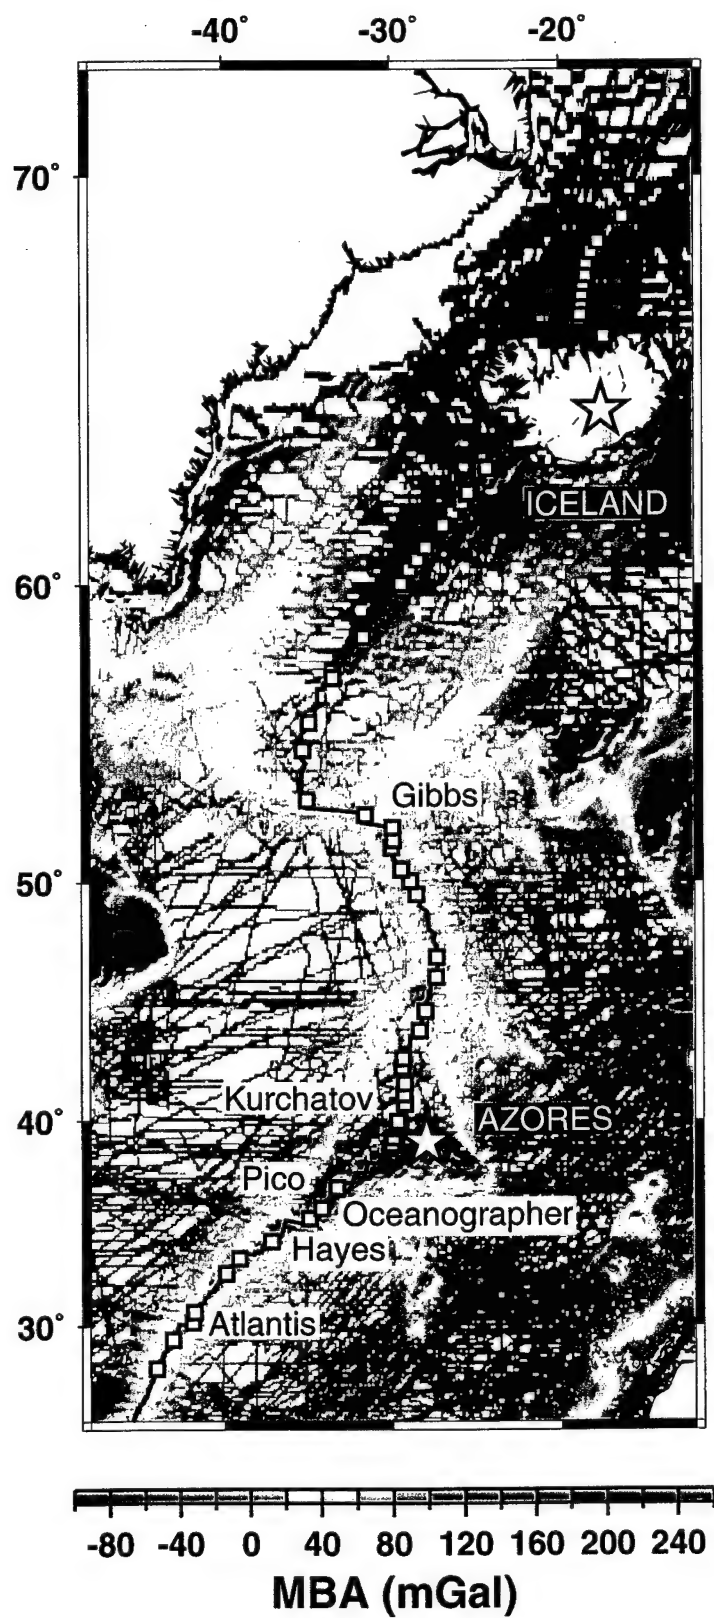 -40° -30° -20°
70°
ICELAND
60°
Gibbs
50°
Kurchatov
40°
AZORES
Pico
Oceanographer
Hayes
30°
Atlantis
-80 -40 0 40 80 120 160 200 240
MBA (mGal)